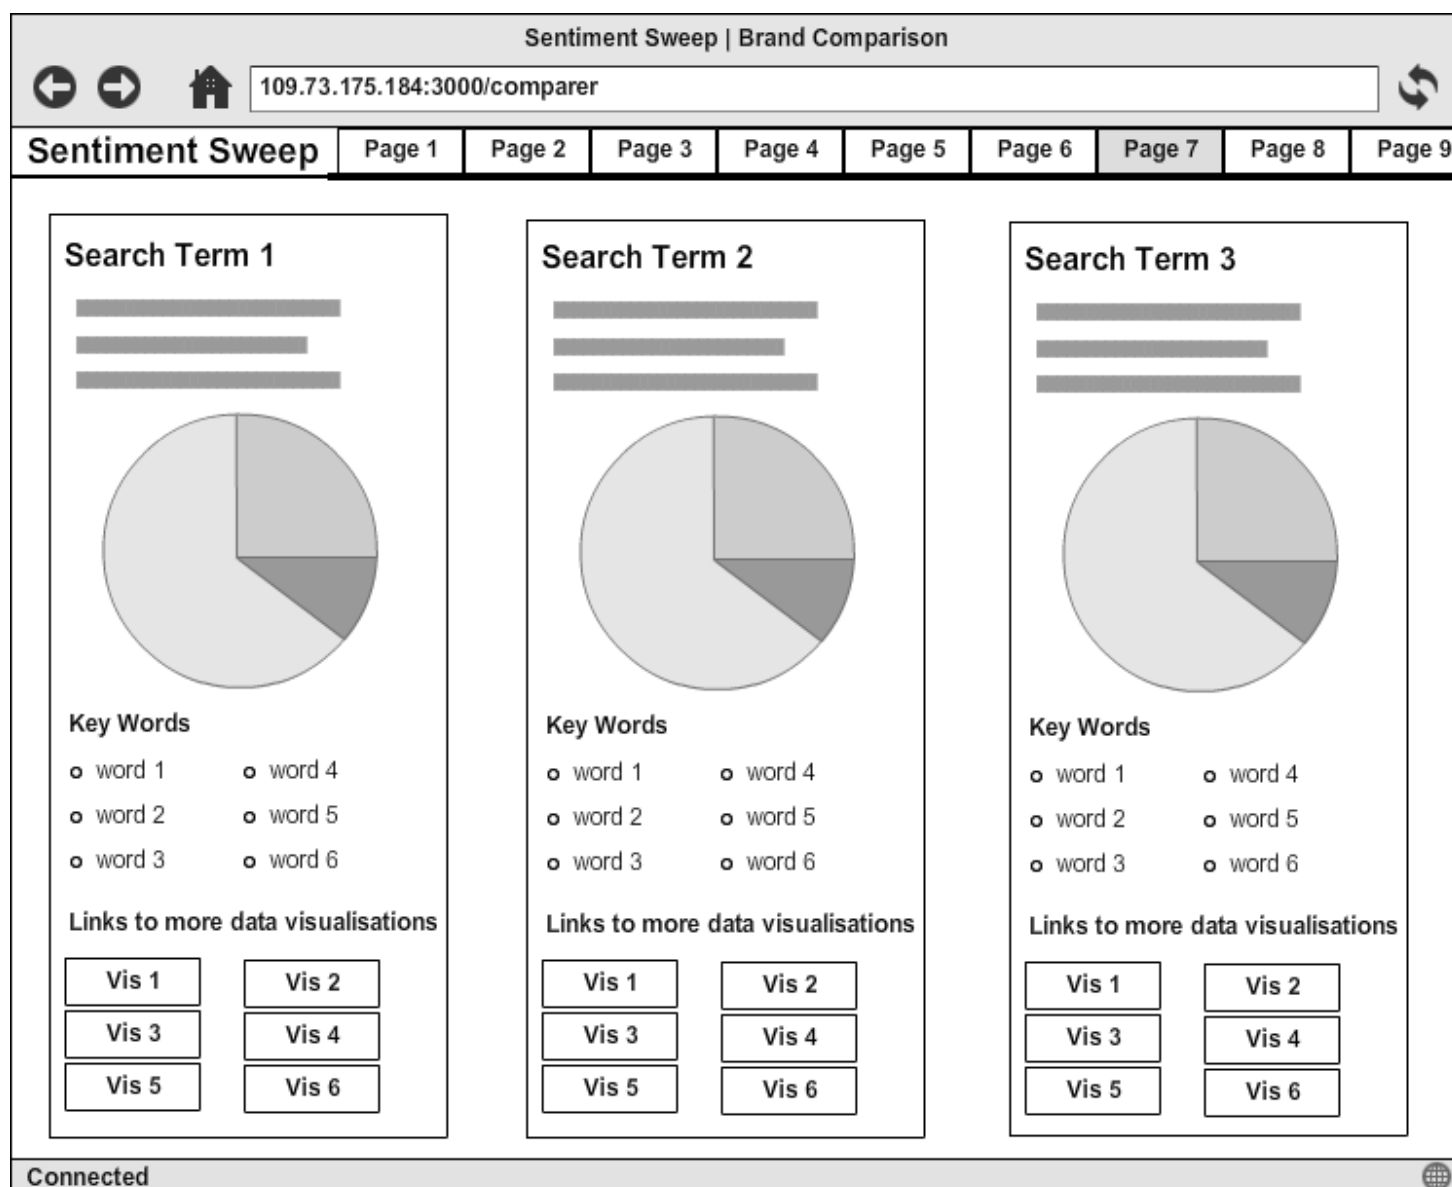 Sentiment Sweep | Brand Comparison
109.73.175.184:3000/comparer
Sentiment Sweep Page 1 Page 2 Page 3 Page 4 Page 5 Page 6 Page 7 Page 8 Page 9
Search Term 1
Key Words
word 1 word 4
word 2 word 5
word 3 word 6
Links to more data visualisations
Vis 1 Vis 2
Vis 3 Vis 4
Vis 5 Vis 6
Search Term 2
Key Words
word 1 word 4
word 2 word 5
word 3 word 6
Links to more data visualisations
Vis 1 Vis 2
Vis 3 Vis 4
Vis 5 Vis 6
Search Term 3
Key Words
word 1 word 4
word 2 word 5
word 3 word 6
Links to more data visualisations
Vis 1 Vis 2
Vis 3 Vis 4
Vis 5 Vis 6
Connected